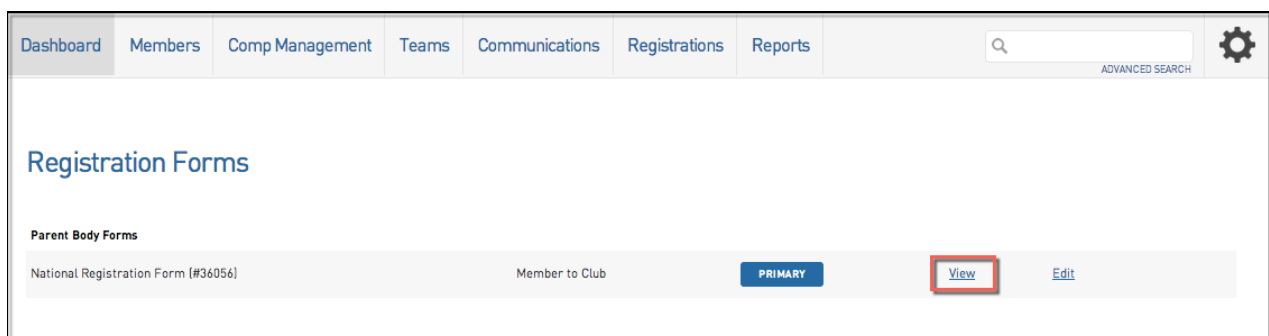 Dashboard Members Comp Management Teams Communications Registrations Reports
ADVANCED SEARCH
Registration Forms
Parent Body Forms
National Registration Form (#36056) Member to Club PRIMARY View Edit